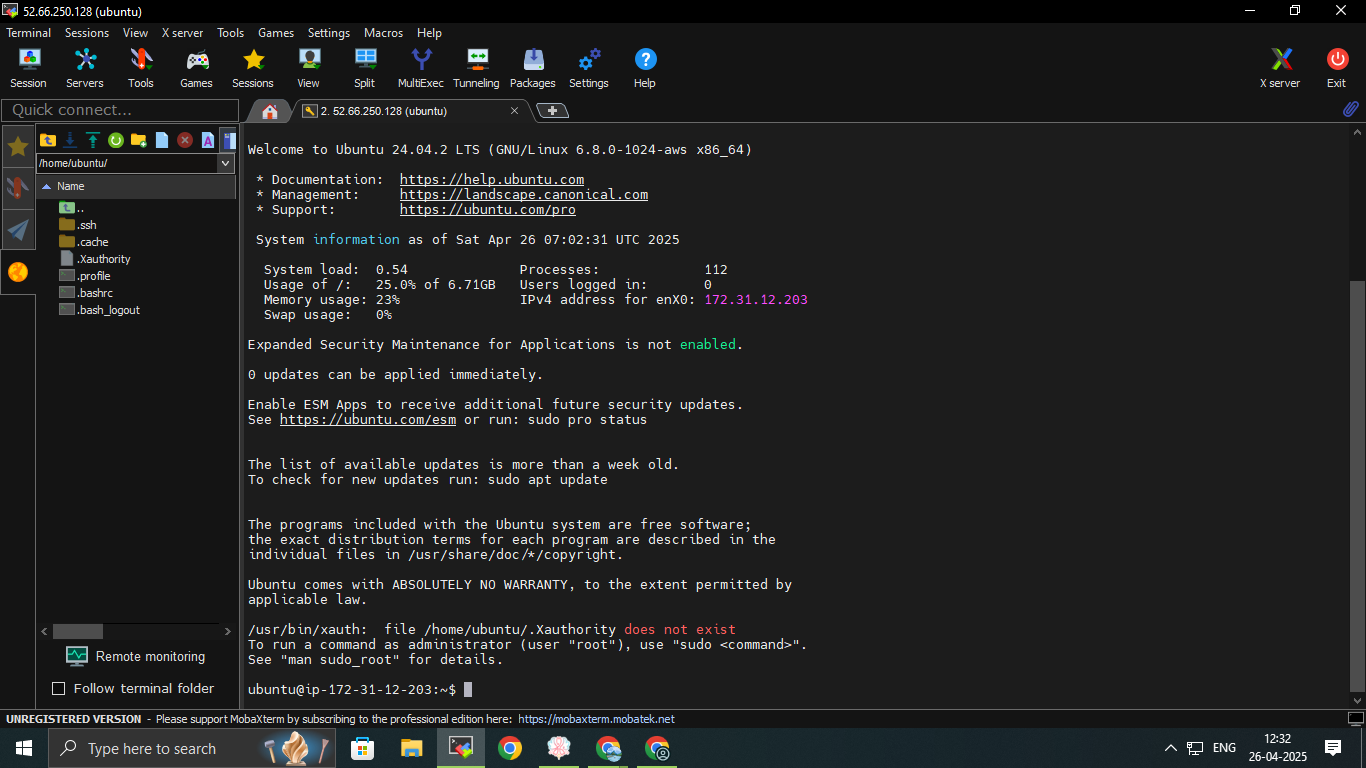 52.66.250.128 (ubuntu)
Terminal Sessions View X server Tools Games Settings Macros Help
Session Servers Tools Games Sessions View Split MultiExec Tunneling Packages Settings Help X server Exit
Quick connect...
2. 52.66.250.128 (ubuntu)
/home/ubuntu/
Name
..
.ssh
.cache
.Xauthority
.profile
.bashrc
.bash_logout
Remote monitoring
Follow terminal folder
Welcome to Ubuntu 24.04.2 LTS (GNU/Linux 6.8.0-1024-aws x86_64)
* Documentation: https://help.ubuntu.com
* Management: https://landscape.canonical.com
* Support: https://ubuntu.com/pro
System information as of Sat Apr 26 07:02:31 UTC 2025
System load: 0.54 Processes: 112
Usage of /: 25.0% of 6.71GB Users logged in: 0
Memory usage: 23% IPv4 address for enX0: 172.31.12.203
Swap usage: 0%
Expanded Security Maintenance for Applications is not enabled.
0 updates can be applied immediately.
Enable ESM Apps to receive additional future security updates.
See https://ubuntu.com/esm or run: sudo pro status
The list of available updates is more than a week old.
To check for new updates run: sudo apt update
The programs included with the Ubuntu system are free software;
the exact distribution terms for each program are described in the
individual files in /usr/share/doc/*/copyright.
Ubuntu comes with ABSOLUTELY NO WARRANTY, to the extent permitted by
applicable law.
/usr/bin/xauth: file /home/ubuntu/.Xauthority does not exist
To run a command as administrator (user "root"), use "sudo <command>".
See "man sudo_root" for details.
ubuntu@ip-172-31-12-203:~$
UNREGISTERED VERSION - Please support MobaXterm by subscribing to the professional edition here: https://mobaxterm.mobatek.net
Type here to search
ENG
12:32
26-04-2025